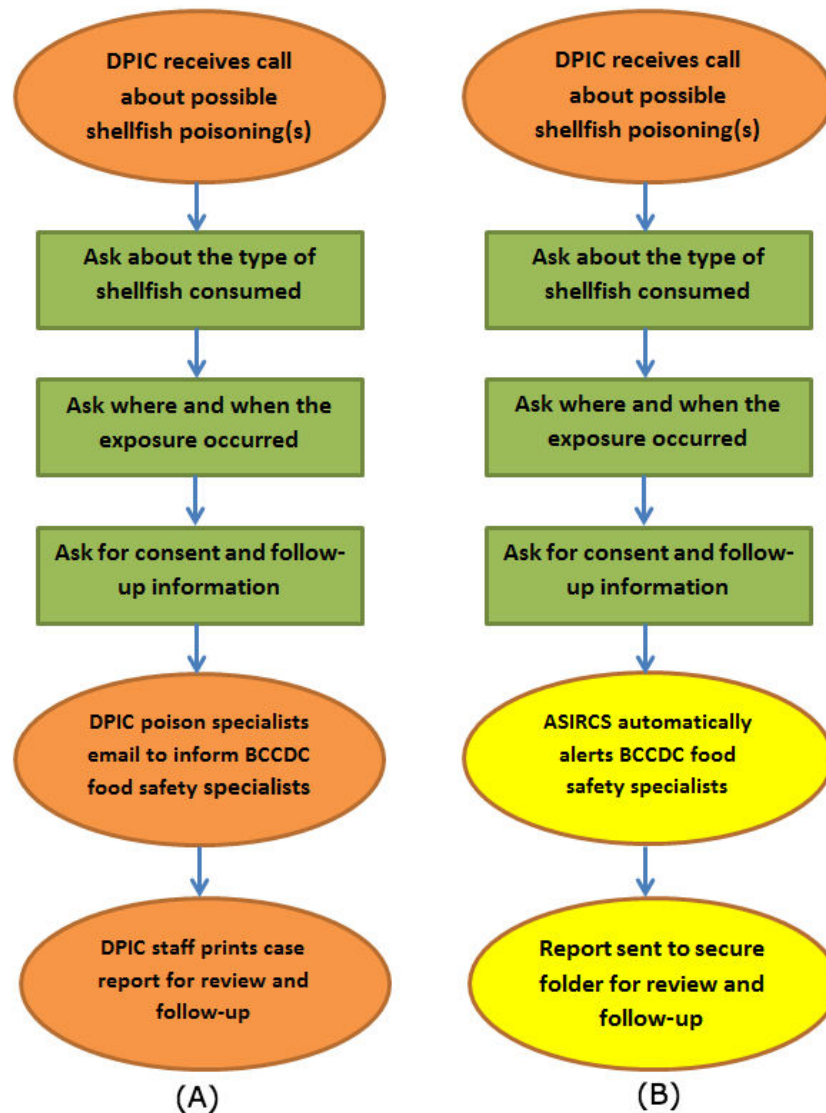 DPIC receives call
about possible
shellfish poisoning(s)
Ask about the type of
shellfish consumed
Ask where and when the
exposure occurred
Ask for consent and follow-
up information
DPIC poison specialists
email to inform BCCDC
food safety specialists
DPIC staff prints case
report for review and
follow-up
(A)
DPIC receives call
about possible
shellfish poisoning(s)
Ask about the type of
shellfish consumed
Ask where and when the
exposure occurred
Ask for consent and follow-
up information
ASIRCS automatically
alerts BCCDC food
safety specialists
Report sent to secure
folder for review and
follow-up
(B)